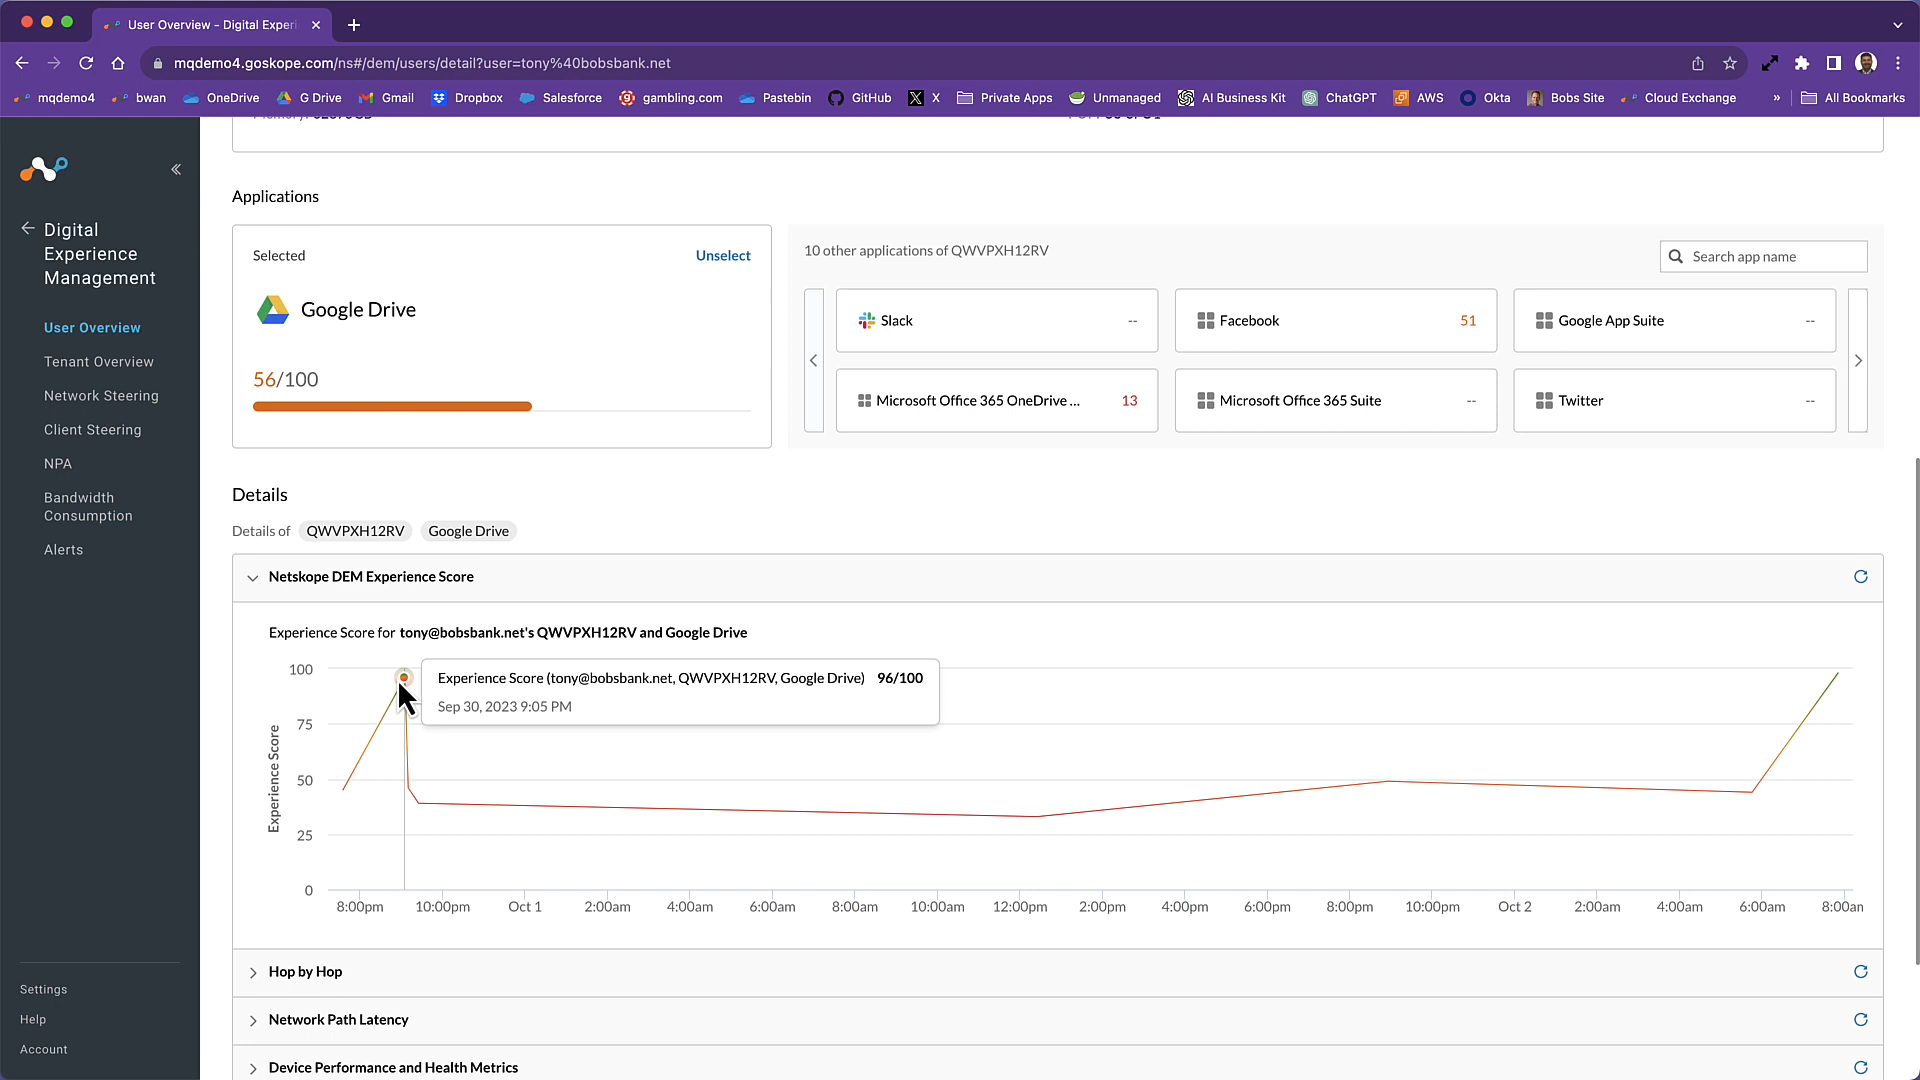 User Overview - Digital Experi
mqdemo4.goskope.com/ns#/dem/users/detail?user=tony%40bobsbank.net
mqdemo4 bwan OneDrive G Drive Gmail Dropbox Salesforce gambling.com Pastebin GitHub X Private Apps Unmanaged AI Business Kit ChatGPT AWS Okta Bobs Site Cloud Exchange » All Bookmarks
Digital
Experience
Management
User Overview
Tenant Overview
Network Steering
Client Steering
NPA
Bandwidth
Consumption
Alerts
Settings
Help
Account
Applications
Selected Unselect
Google Drive
56/100
10 other applications of QWVPXH12RV
Search app name
Slack --
Facebook 51
Google App Suite --
Microsoft Office 365 OneDrive ... 13
Microsoft Office 365 Suite --
Twitter --
Details
Details of QWVPXH12RV Google Drive
Netskope DEM Experience Score
Experience Score for tony@bobsbank.net's QWVPXH12RV and Google Drive
Experience Score (tony@bobsbank.net, QWVPXH12RV, Google Drive) 96/100
Sep 30, 2023 9:05 PM
Experience Score
100
75
50
25
0
8:00pm 10:00pm Oct 1 2:00am 4:00am 6:00am 8:00am 10:00am 12:00pm 2:00pm 4:00pm 6:00pm 8:00pm 10:00pm Oct 2 2:00am 4:00am 6:00am 8:00an
Hop by Hop
Network Path Latency
Device Performance and Health Metrics